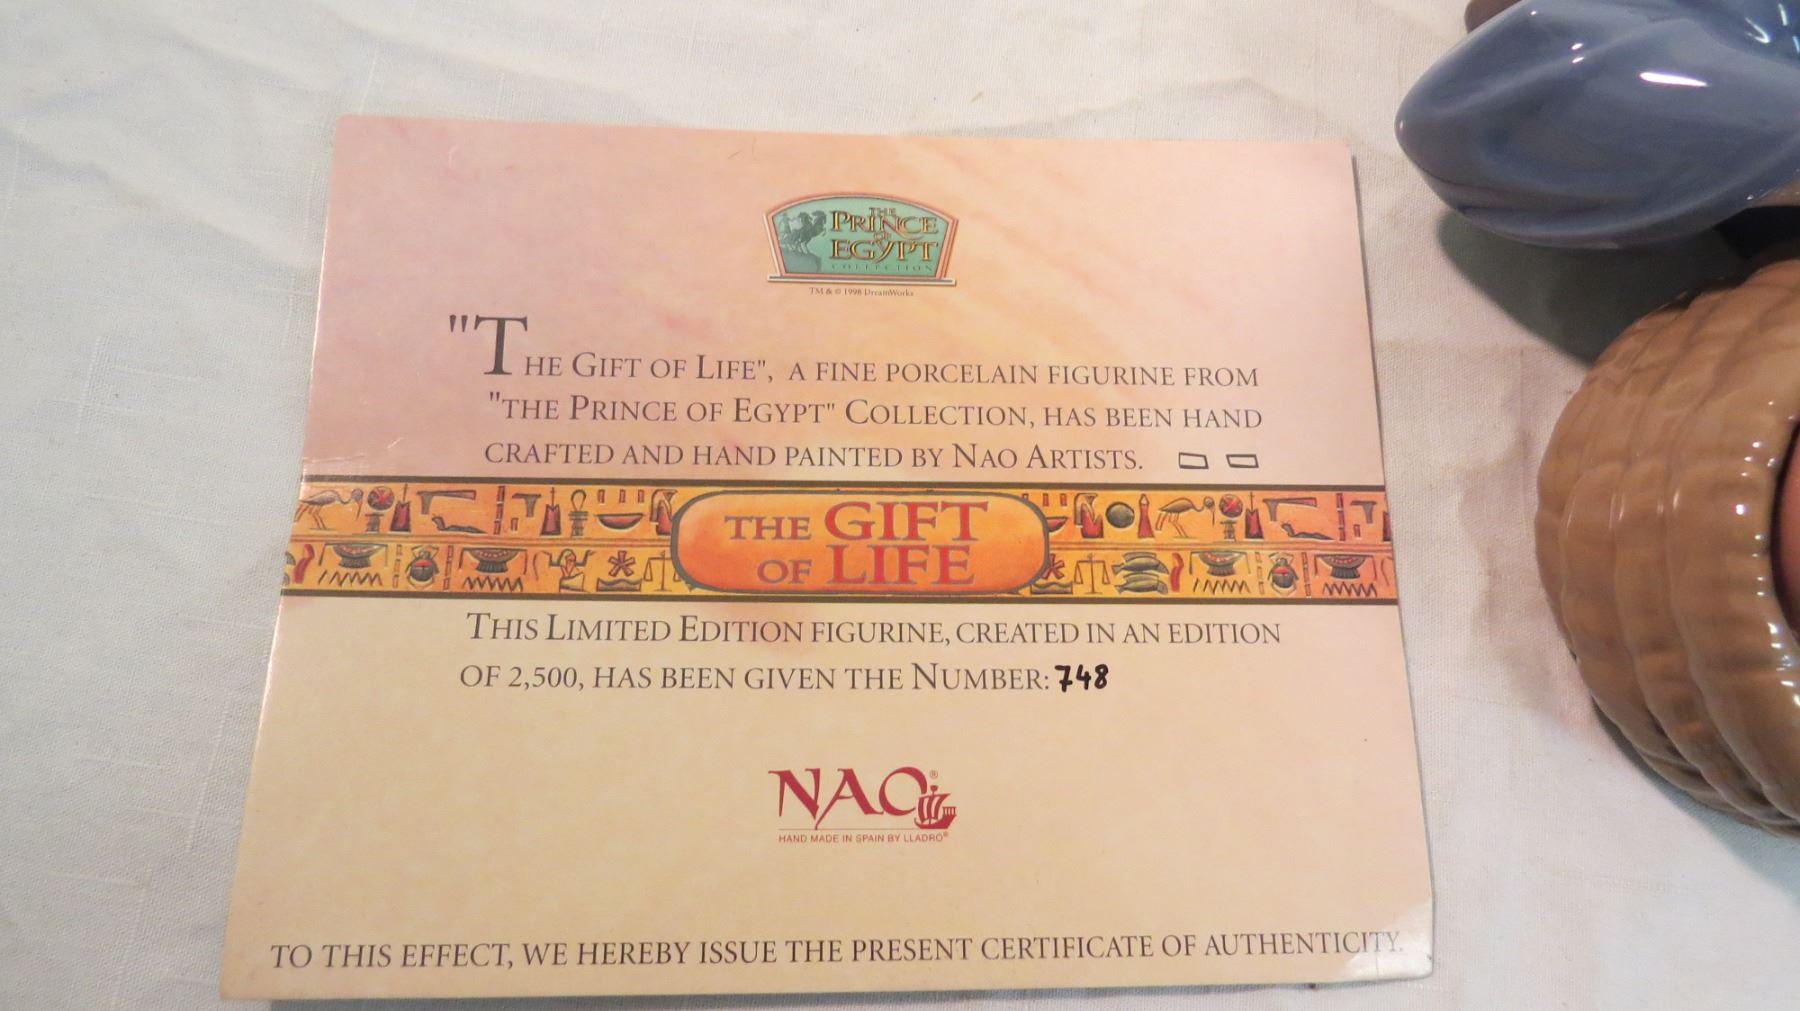 THE
PRINCE
OF
EGYPT
COLLECTION
TM & © 1998 DreamWorks
"THE GIFT OF LIFE", A FINE PORCELAIN FIGURINE FROM
"THE PRINCE OF EGYPT" COLLECTION, HAS BEEN HAND
CRAFTED AND HAND PAINTED BY NAO ARTISTS.
THE GIFT
OF LIFE
THIS LIMITED EDITION FIGURINE, CREATED IN AN EDITION
OF 2,500, HAS BEEN GIVEN THE NUMBER: 748
NAO®
HAND MADE IN SPAIN BY LLADRÓ®
TO THIS EFFECT, WE HEREBY ISSUE THE PRESENT CERTIFICATE OF AUTHENTICITY.